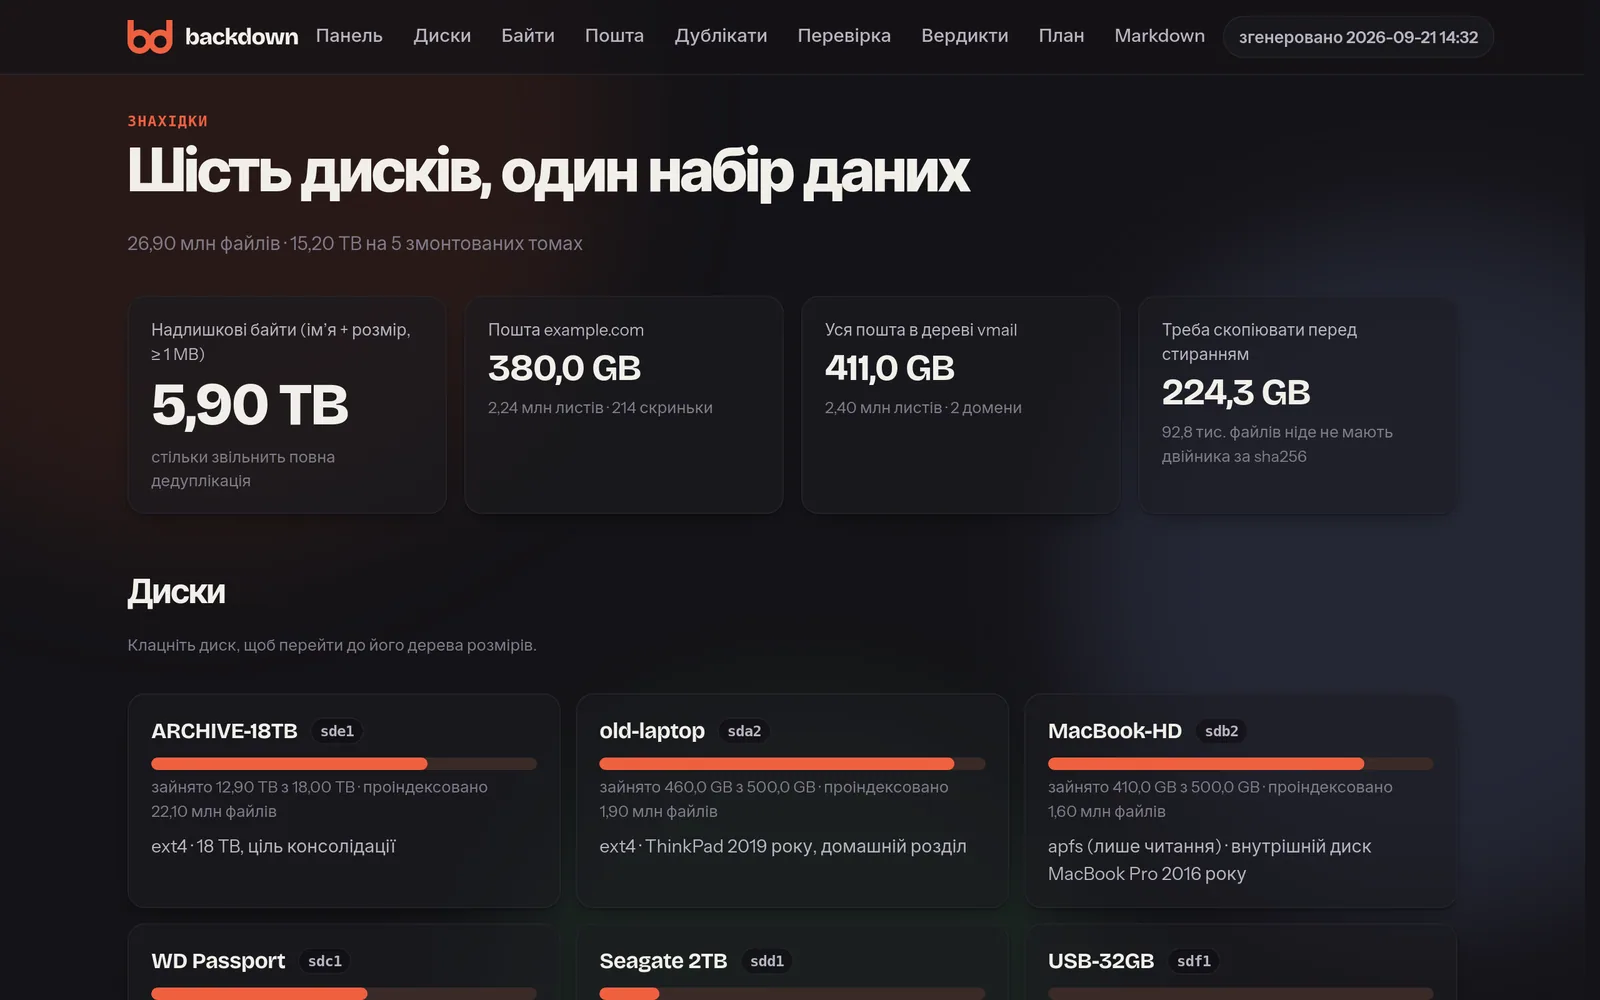 bd backdown Панель Диски Байти Пошта Дублікати Перевірка Вердикти План Markdown згенеровано 2026-09-21 14:32
ЗНАХІДКИ
Шість дисків, один набір даних
26,90 млн файлів · 15,20 TB на 5 змонтованих томах
Надлишкові байти (ім'я + розмір,
≥ 1 MB)
5,90 TB
стільки звільнить повна
дедуплікація
Пошта example.com
380,0 GB
2,24 млн листів · 214 скриньки
Уся пошта в дереві vmail
411,0 GB
2,40 млн листів · 2 домени
Треба скопіювати перед
стиранням
224,3 GB
92,8 тис. файлів ніде не мають
двійника за sha256
Диски
Клацніть диск, щоб перейти до його дерева розмірів.
ARCHIVE-18TB sde1
зайнято 12,90 TB з 18,00 TB · проіндексовано
22,10 млн файлів
ext4 · 18 TB, ціль консолідації
old-laptop sda2
зайнято 460,0 GB з 500,0 GB · проіндексовано
1,90 млн файлів
ext4 · ThinkPad 2019 року, домашній розділ
MacBook-HD sdb2
зайнято 410,0 GB з 500,0 GB · проіндексовано
1,60 млн файлів
apfs (лише читання) · внутрішній диск
MacBook Pro 2016 року
WD Passport sdc1
Seagate 2TB sdd1
USB-32GB sdf1